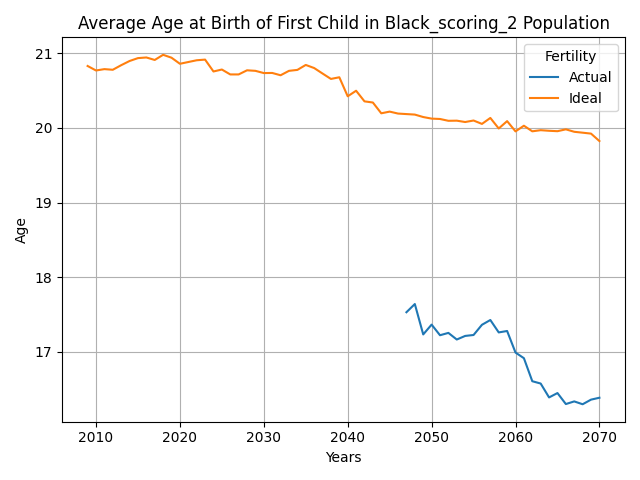 Average Age at Birth of First Child in Black_scoring_2 Population
21
20
19
18
17
Age
Fertility
Actual
Ideal
2010 2020 2030 2040 2050 2060 2070
Years